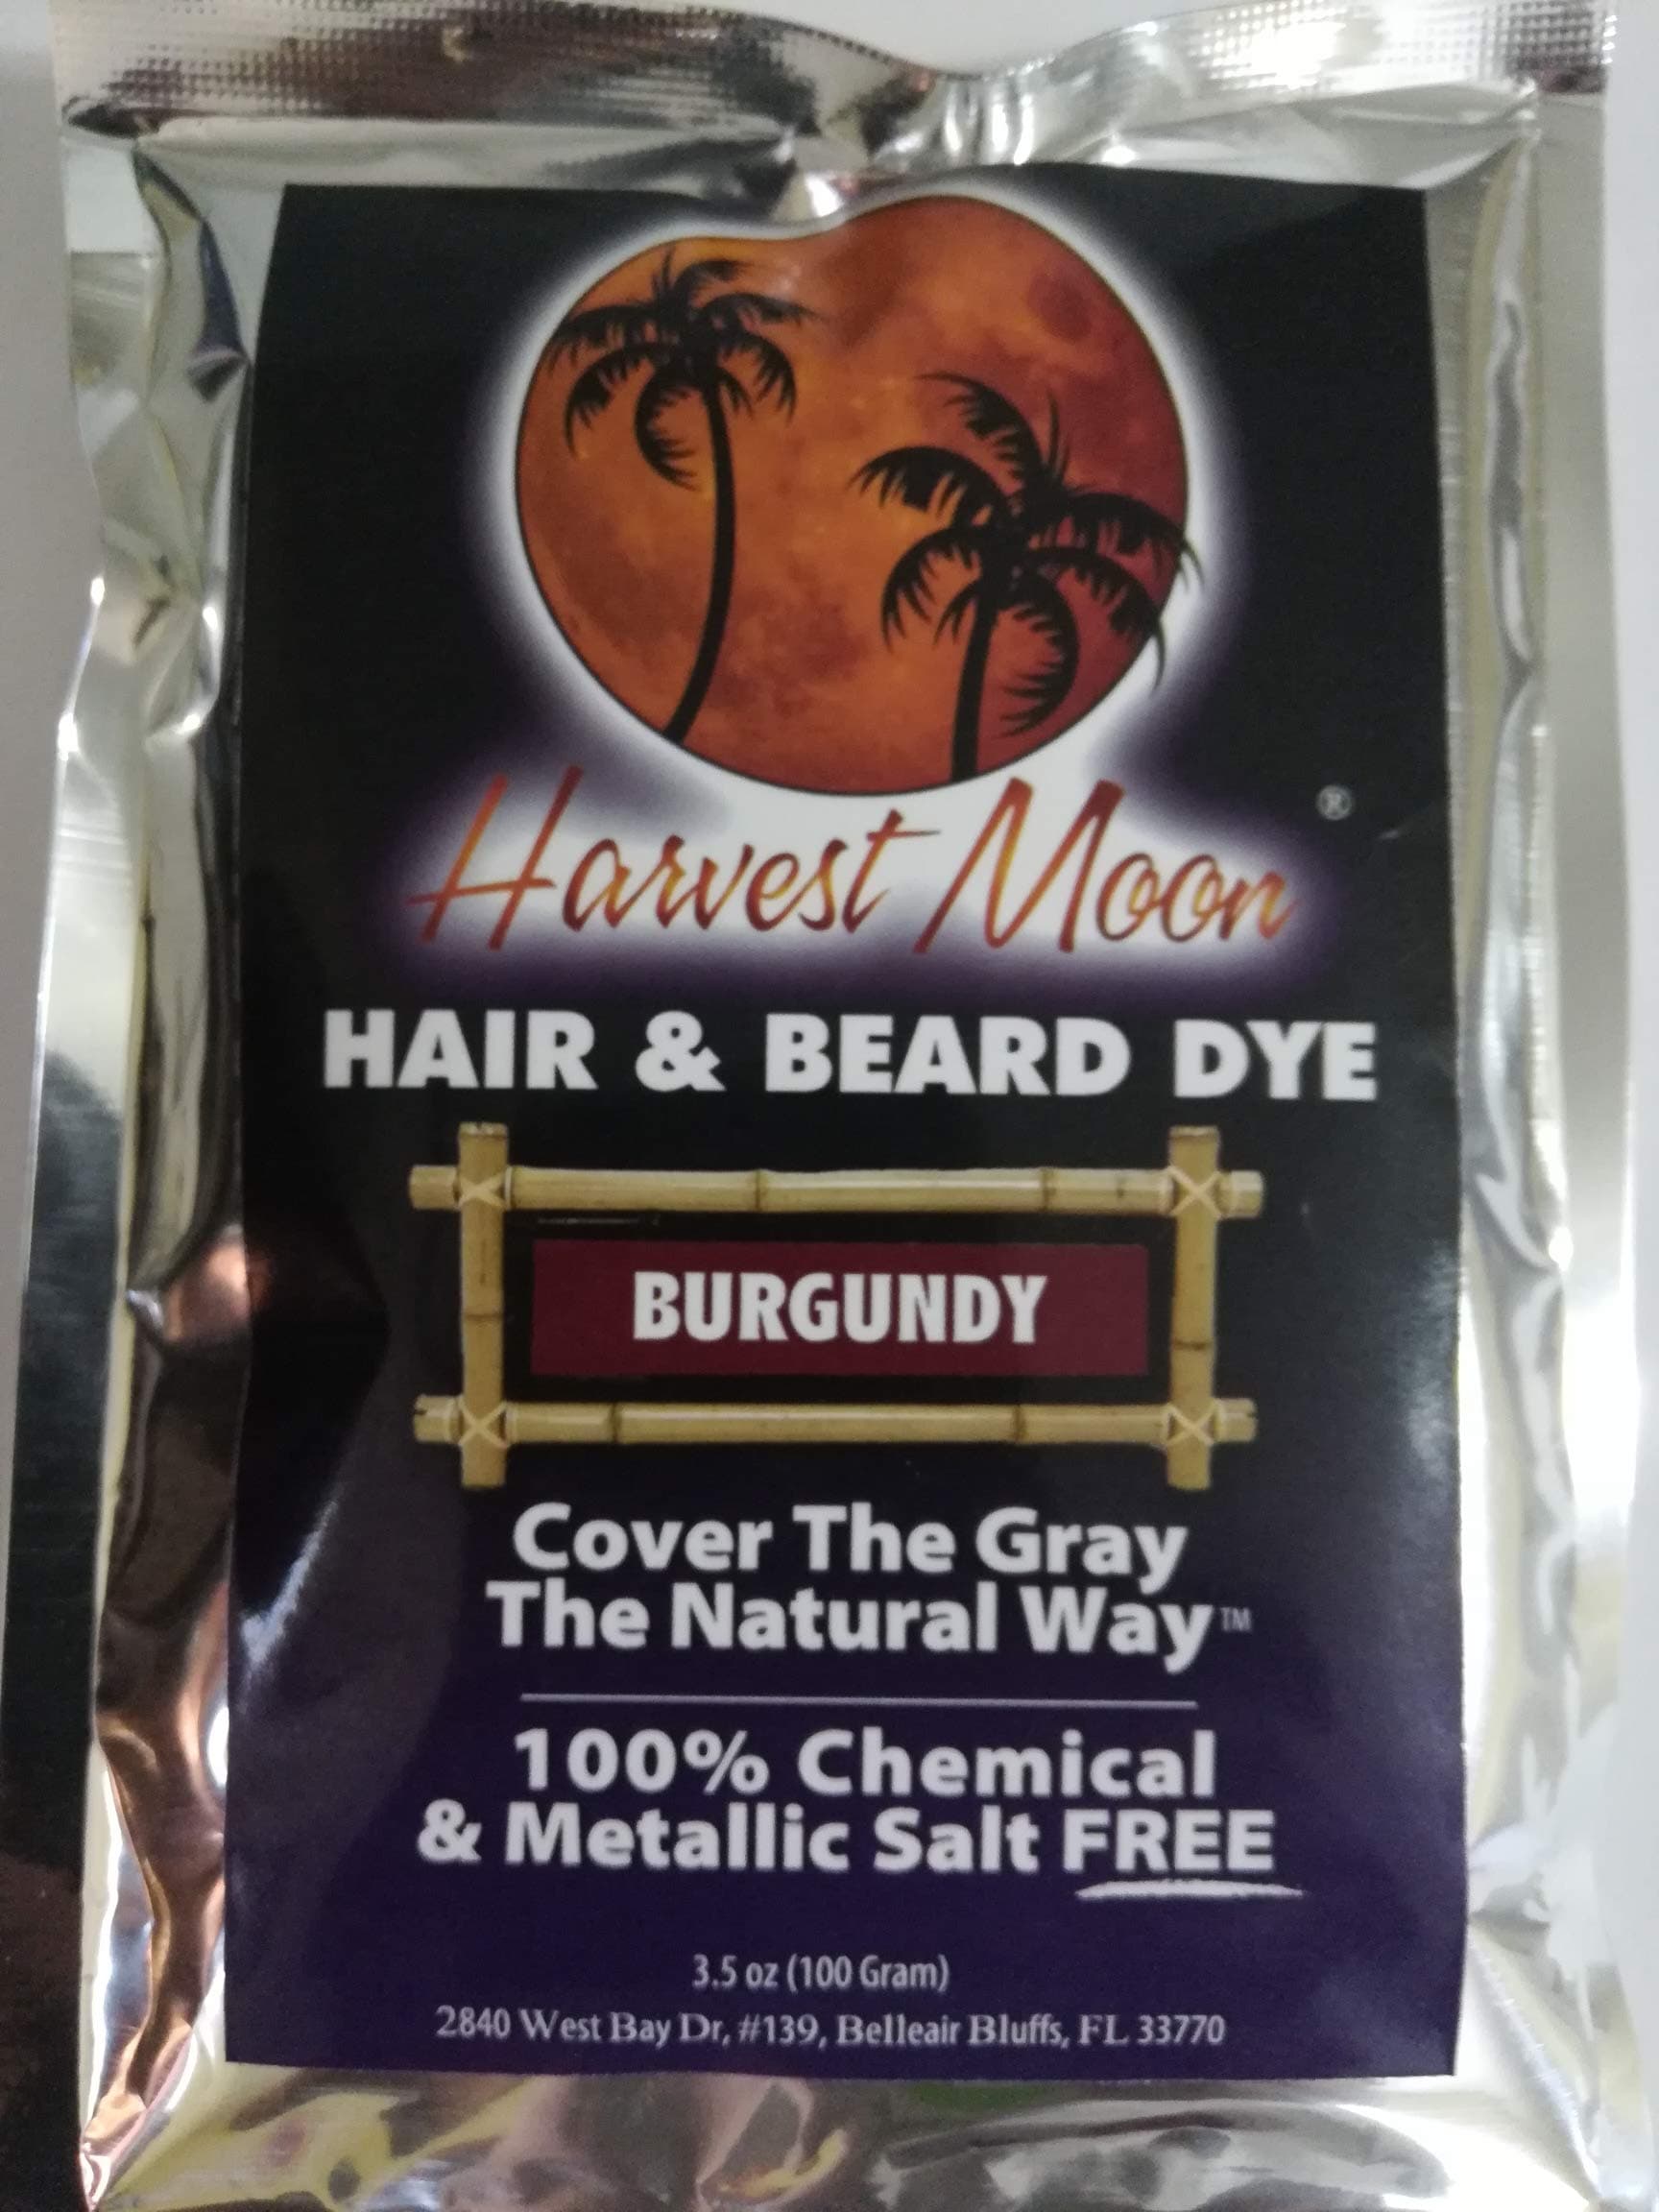 Harvest Moon ®
HAIR & BEARD DYE
BURGUNDY
Cover The Gray
The Natural Way™
100% Chemical
& Metallic Salt FREE
3.5 oz (100 Gram)
2840 West Bay Dr, #139, Belleair Bluffs, FL 33770